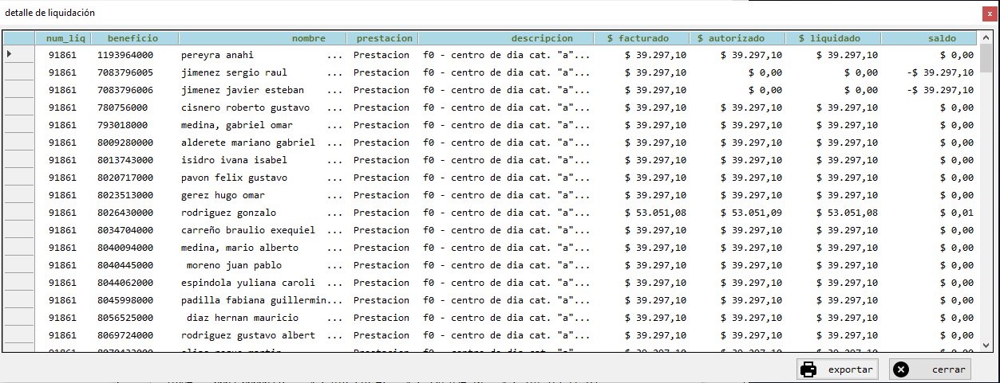 detalle de liquidación
x
num_liq beneficio nombre prestacion descripcion $ facturado $ autorizado $ liquidado saldo
91861 1193964000 pereyra anahi ... Prestacion f0 - centro de dia cat. "a"... $ 39.297,10 $ 39.297,10 $ 39.297,10 $ 0,00
91861 7083796005 jimenez sergio raul ... Prestacion f0 - centro de dia cat. "a"... $ 39.297,10 $ 0,00 $ 0,00 -$ 39.297,10
91861 7083796006 jimenez javier esteban ... Prestacion f0 - centro de dia cat. "a"... $ 39.297,10 $ 0,00 $ 0,00 -$ 39.297,10
91861 780756000 cisnero roberto gustavo ... Prestacion f0 - centro de dia cat. "a"... $ 39.297,10 $ 39.297,10 $ 39.297,10 $ 0,00
91861 793018000 medina, gabriel omar ... Prestacion f0 - centro de dia cat. "a"... $ 39.297,10 $ 39.297,10 $ 39.297,10 $ 0,00
91861 8009280000 alderete mariano gabriel ... Prestacion f0 - centro de dia cat. "a"... $ 39.297,10 $ 39.297,10 $ 39.297,10 $ 0,00
91861 8013743000 isidro ivana isabel ... Prestacion f0 - centro de dia cat. "a"... $ 39.297,10 $ 39.297,10 $ 39.297,10 $ 0,00
91861 8020717000 pavon felix gustavo ... Prestacion f0 - centro de dia cat. "a"... $ 39.297,10 $ 39.297,10 $ 39.297,10 $ 0,00
91861 8023513000 gerez hugo omar ... Prestacion f0 - centro de dia cat. "a"... $ 39.297,10 $ 39.297,10 $ 39.297,10 $ 0,00
91861 8026430000 rodriguez gonzalo ... Prestacion f0 - centro de dia cat. "a"... $ 53.051,08 $ 53.051,09 $ 53.051,08 $ 0,01
91861 8034704000 carreño braulio exequiel ... Prestacion f0 - centro de dia cat. "a"... $ 39.297,10 $ 39.297,10 $ 39.297,10 $ 0,00
91861 8040094000 medina, mario alberto ... Prestacion f0 - centro de dia cat. "a"... $ 39.297,10 $ 39.297,10 $ 39.297,10 $ 0,00
91861 8040445000 moreno juan pablo ... Prestacion f0 - centro de dia cat. "a"... $ 39.297,10 $ 39.297,10 $ 39.297,10 $ 0,00
91861 8044062000 espindola yuliana caroli ... Prestacion f0 - centro de dia cat. "a"... $ 39.297,10 $ 39.297,10 $ 39.297,10 $ 0,00
91861 8045998000 padilla fabiana guillermin... Prestacion f0 - centro de dia cat. "a"... $ 39.297,10 $ 39.297,10 $ 39.297,10 $ 0,00
91861 8056525000 diaz hernan mauricio ... Prestacion f0 - centro de dia cat. "a"... $ 39.297,10 $ 39.297,10 $ 39.297,10 $ 0,00
91861 8069724000 rodriguez gustavo albert ... Prestacion f0 - centro de dia cat. "a"... $ 39.297,10 $ 39.297,10 $ 39.297,10 $ 0,00
exportar cerrar